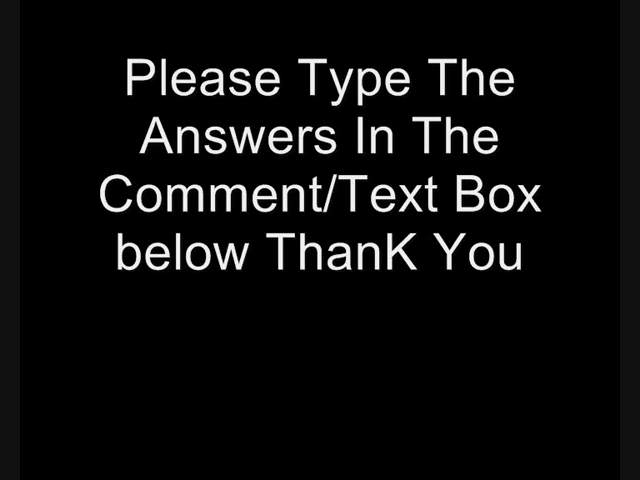 Please Type The
Answers In The
Comment/Text Box
below ThanK You